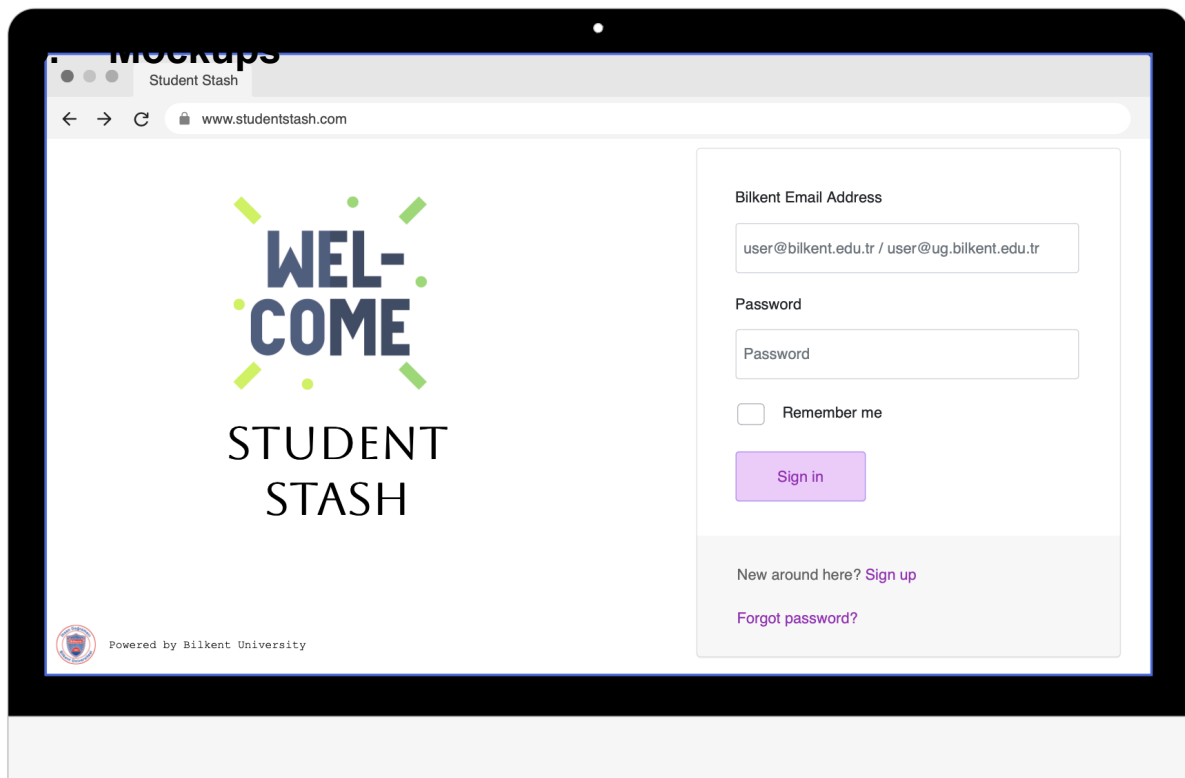 Mockups
Student Stash
www.studentstash.com
WEL-
COME
STUDENT
STASH
Powered by Bilkent University
Bilkent Email Address
user@bilkent.edu.tr / user@ug.bilkent.edu.tr
Password
Password
Remember me
Sign in
New around here? Sign up
Forgot password?